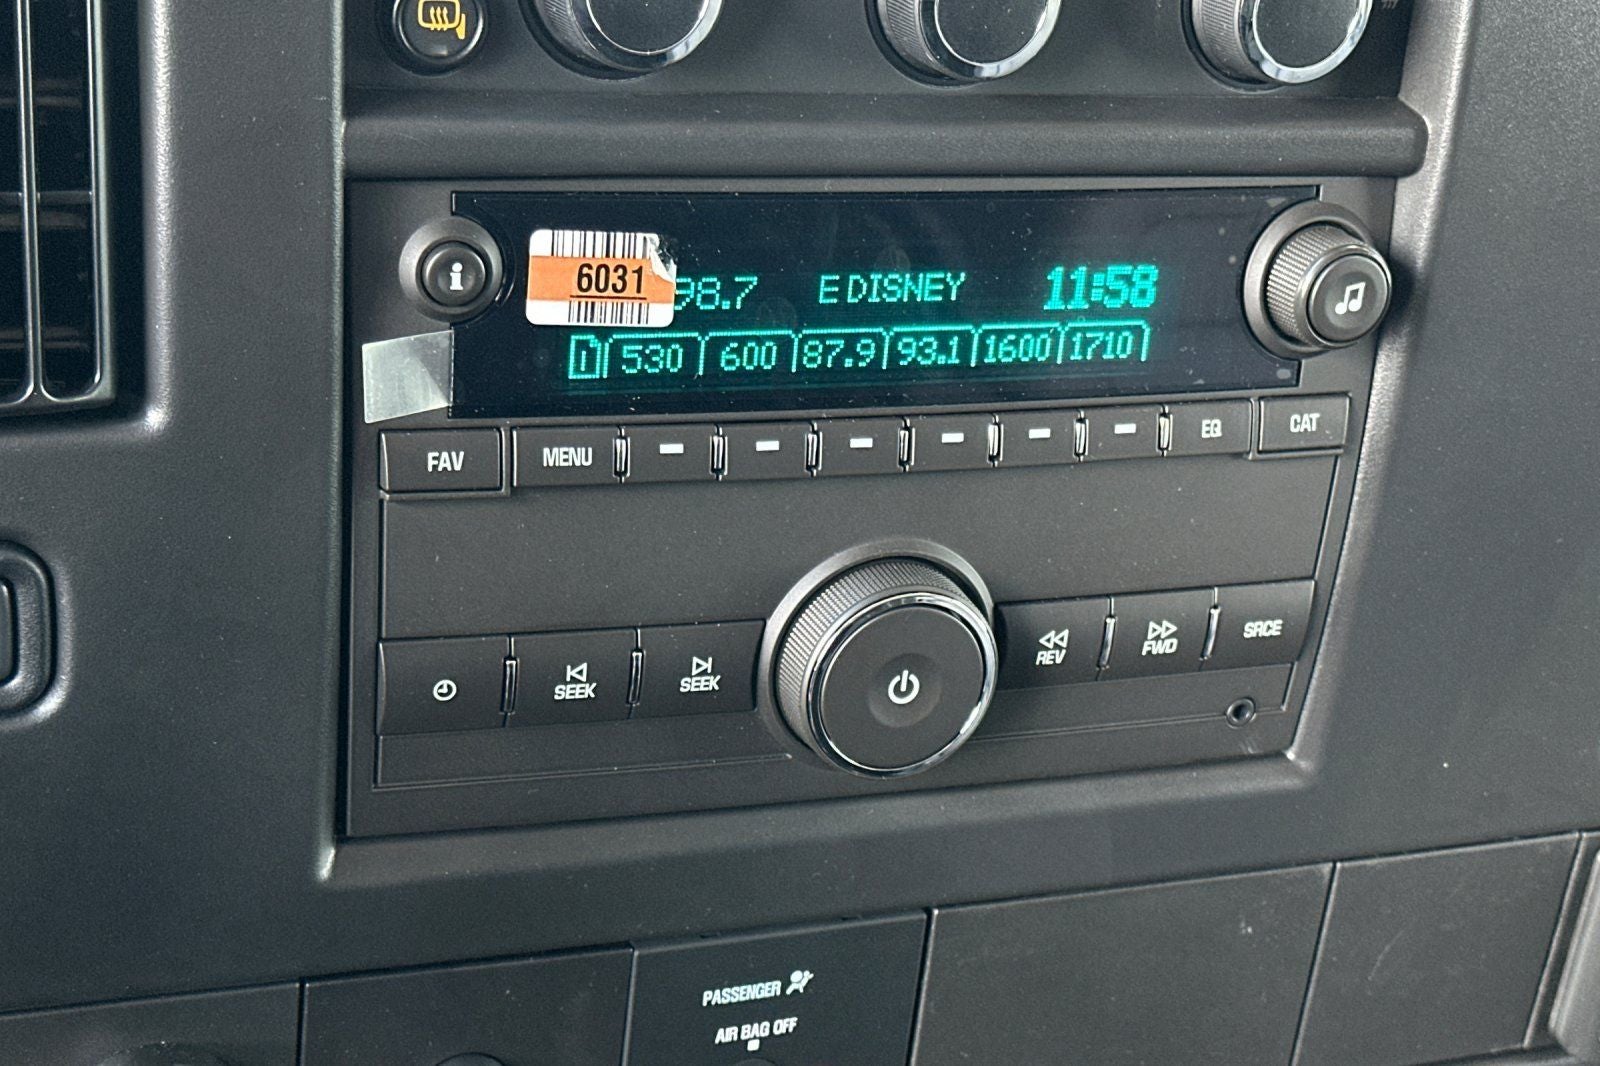 6031
98.7 E DISNEY 11:58
1 530 600 87.9 93.1 1600 1710
i
FAV MENU EQ CAT
SEEK SEEK REV FWD SRCE
PASSENGER
AIR BAG OFF